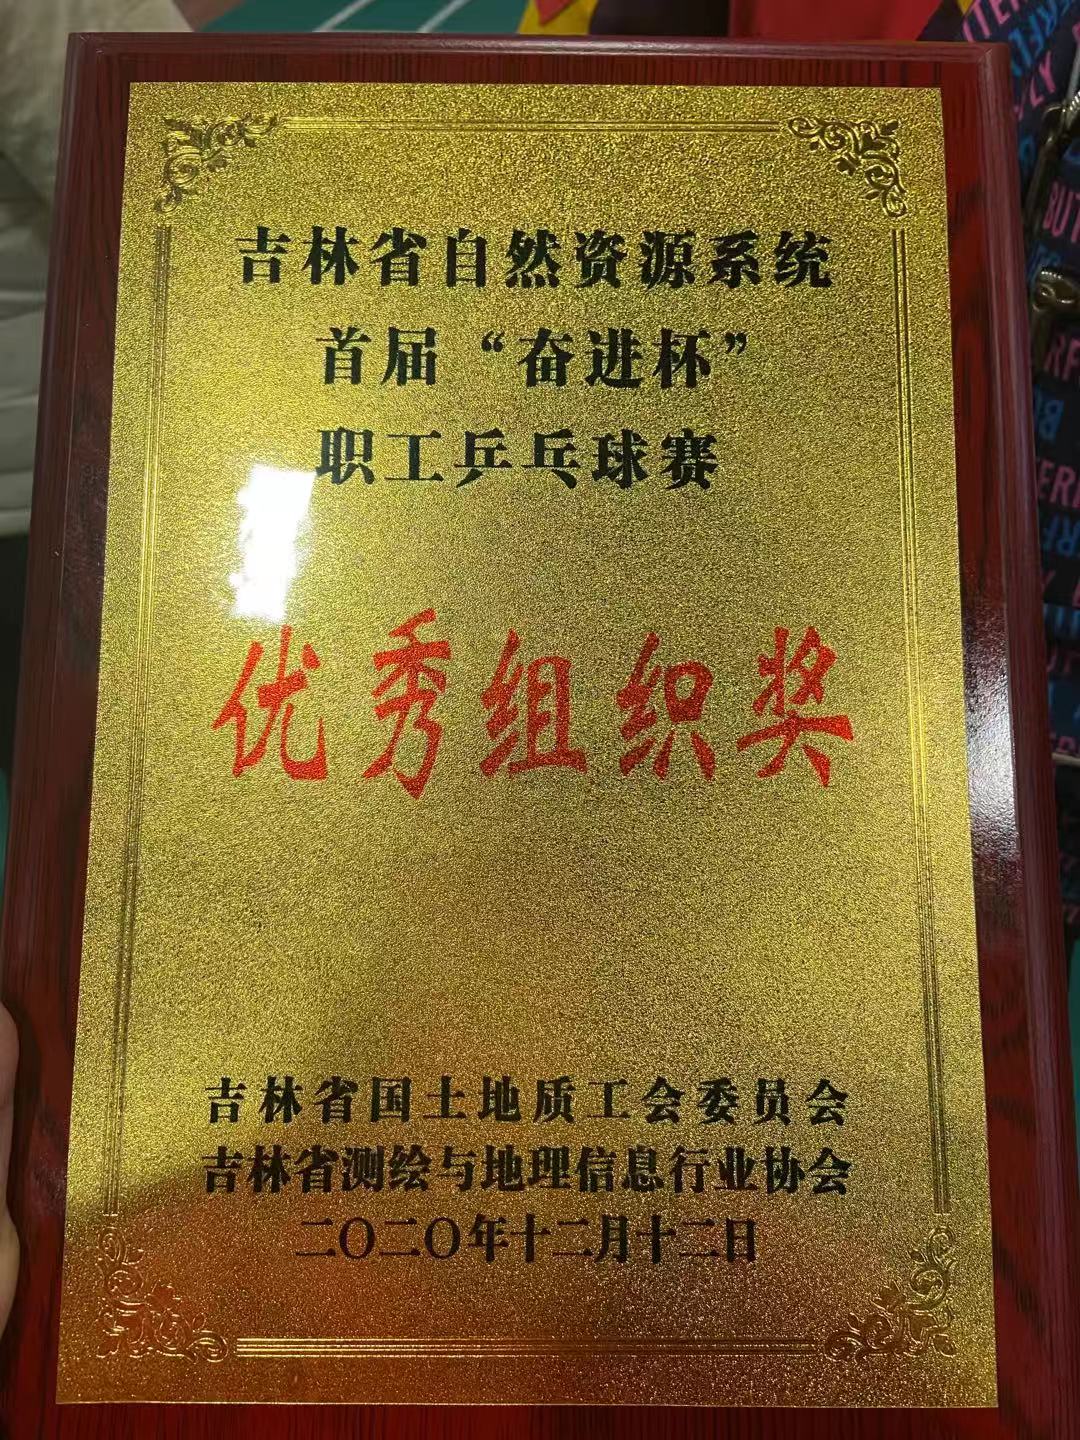 吉林省自然资源系统
首届“奋进杯”
职工乒乓球赛
优秀组织奖
吉林省国土地质工会委员会
吉林省测绘与地理信息行业协会
二〇二〇年十二月十二日